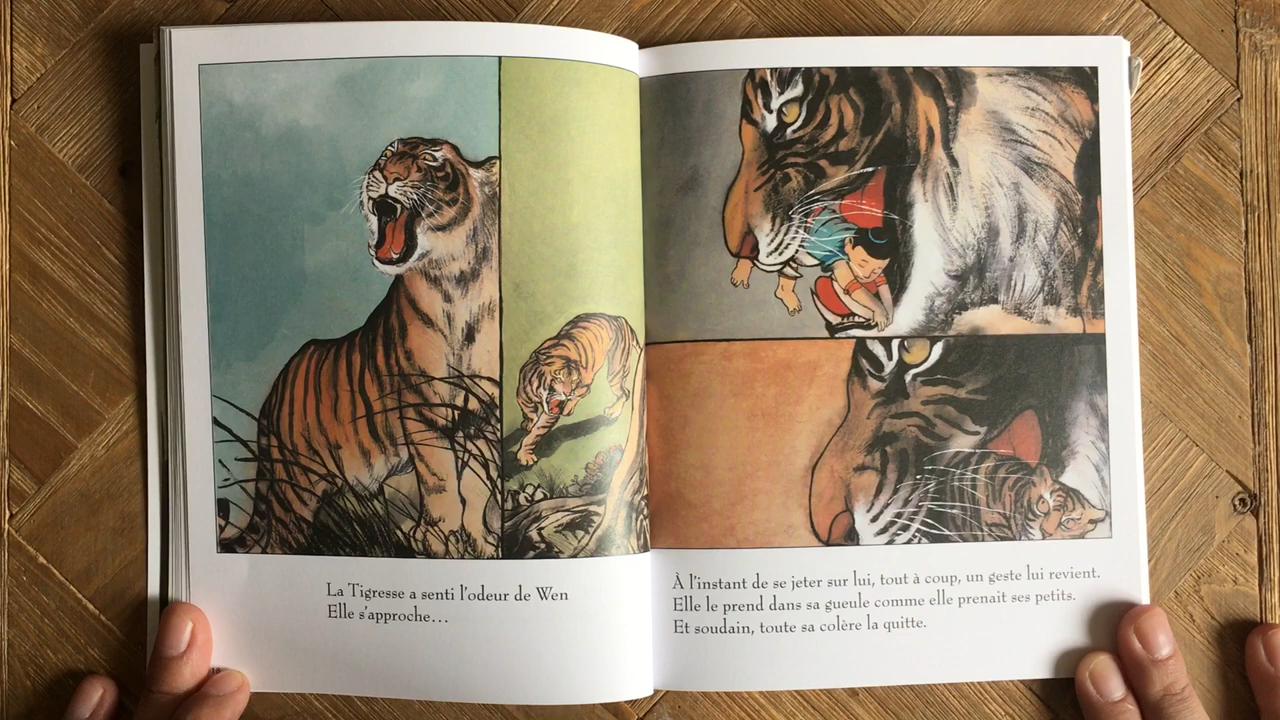 La Tigresse a senti l'odeur de Wen
Elle s'approche...
18
À l'instant de se jeter sur lui, tout à coup, un geste lui revient.
Elle le prend dans sa gueule comme elle prenait ses petits.
Et soudain, toute sa colère la quitte.